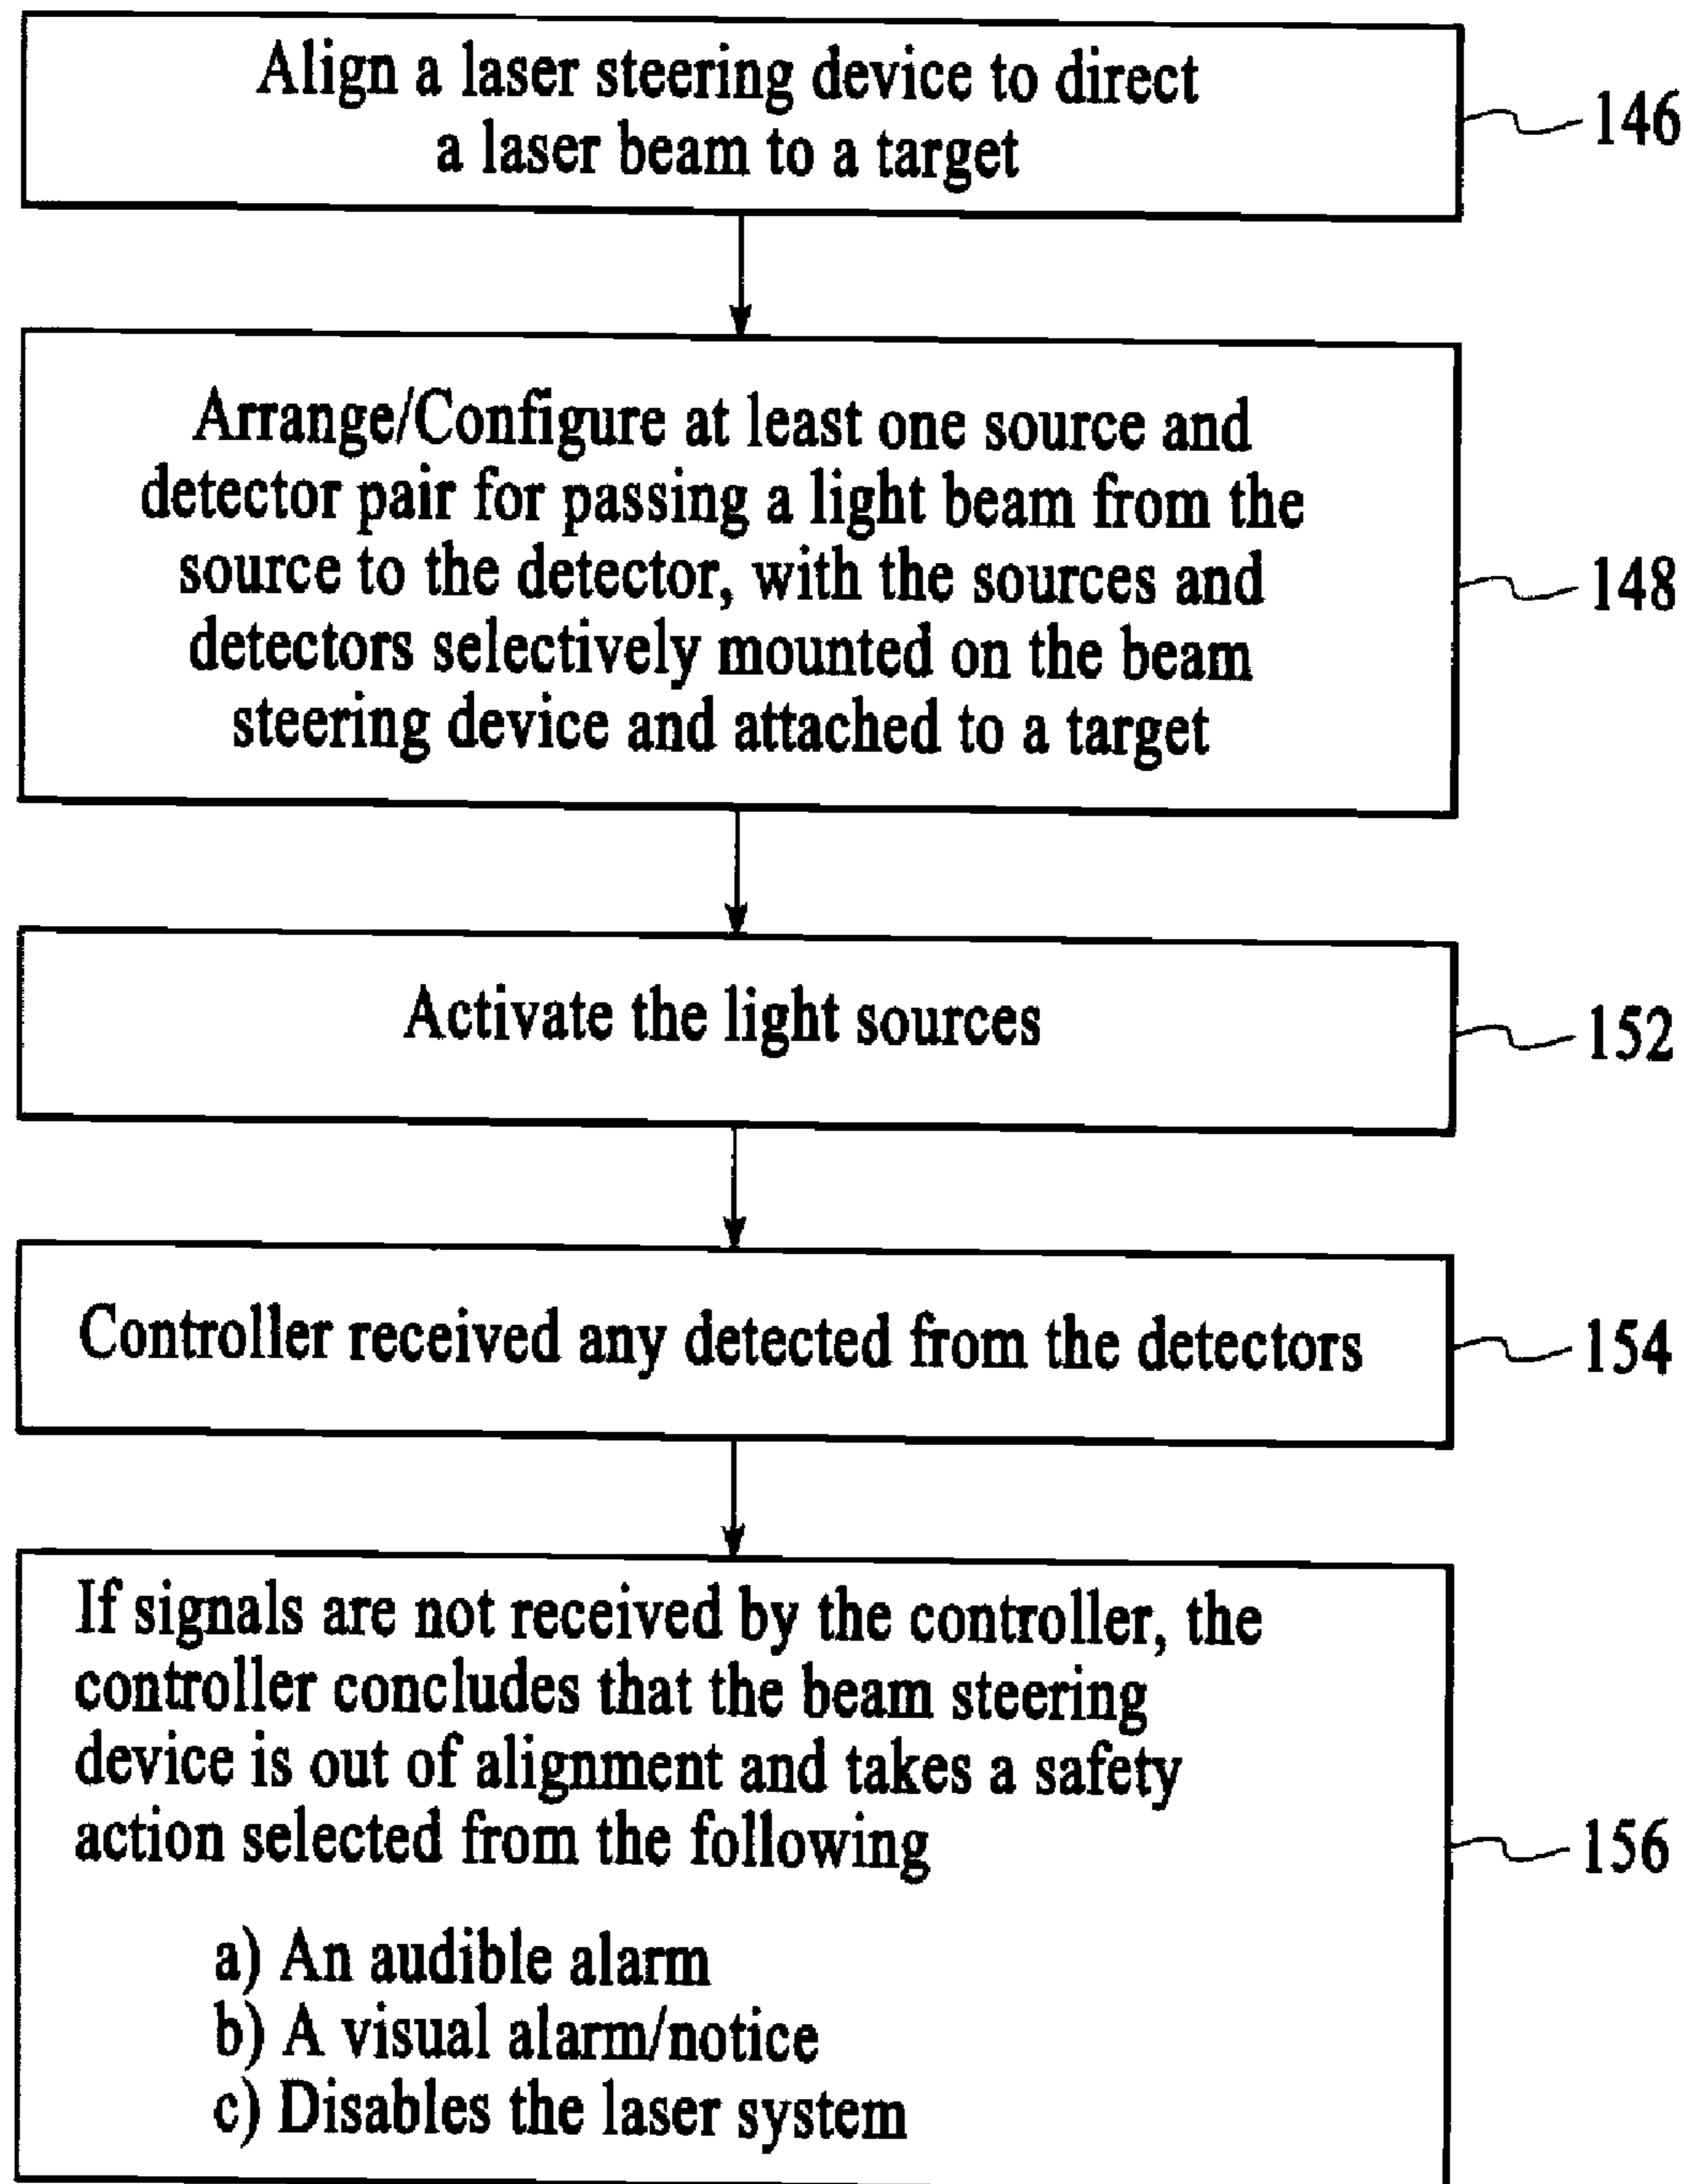 Align a laser steering device to direct
a laser beam to a target
146
Arrange/Configure at least one source and
detector pair for passing a light beam from the
source to the detector, with the sources and
detectors selectively mounted on the beam
steering device and attached to a target
148
Activate the light sources
152
Controller received any detected from the detectors
154
If signals are not received by the controller, the
controller concludes that the beam steering
device is out of alignment and takes a safety
action selected from the following
156
a) An audible alarm
b) A visual alarm/notice
c) Disables the laser system